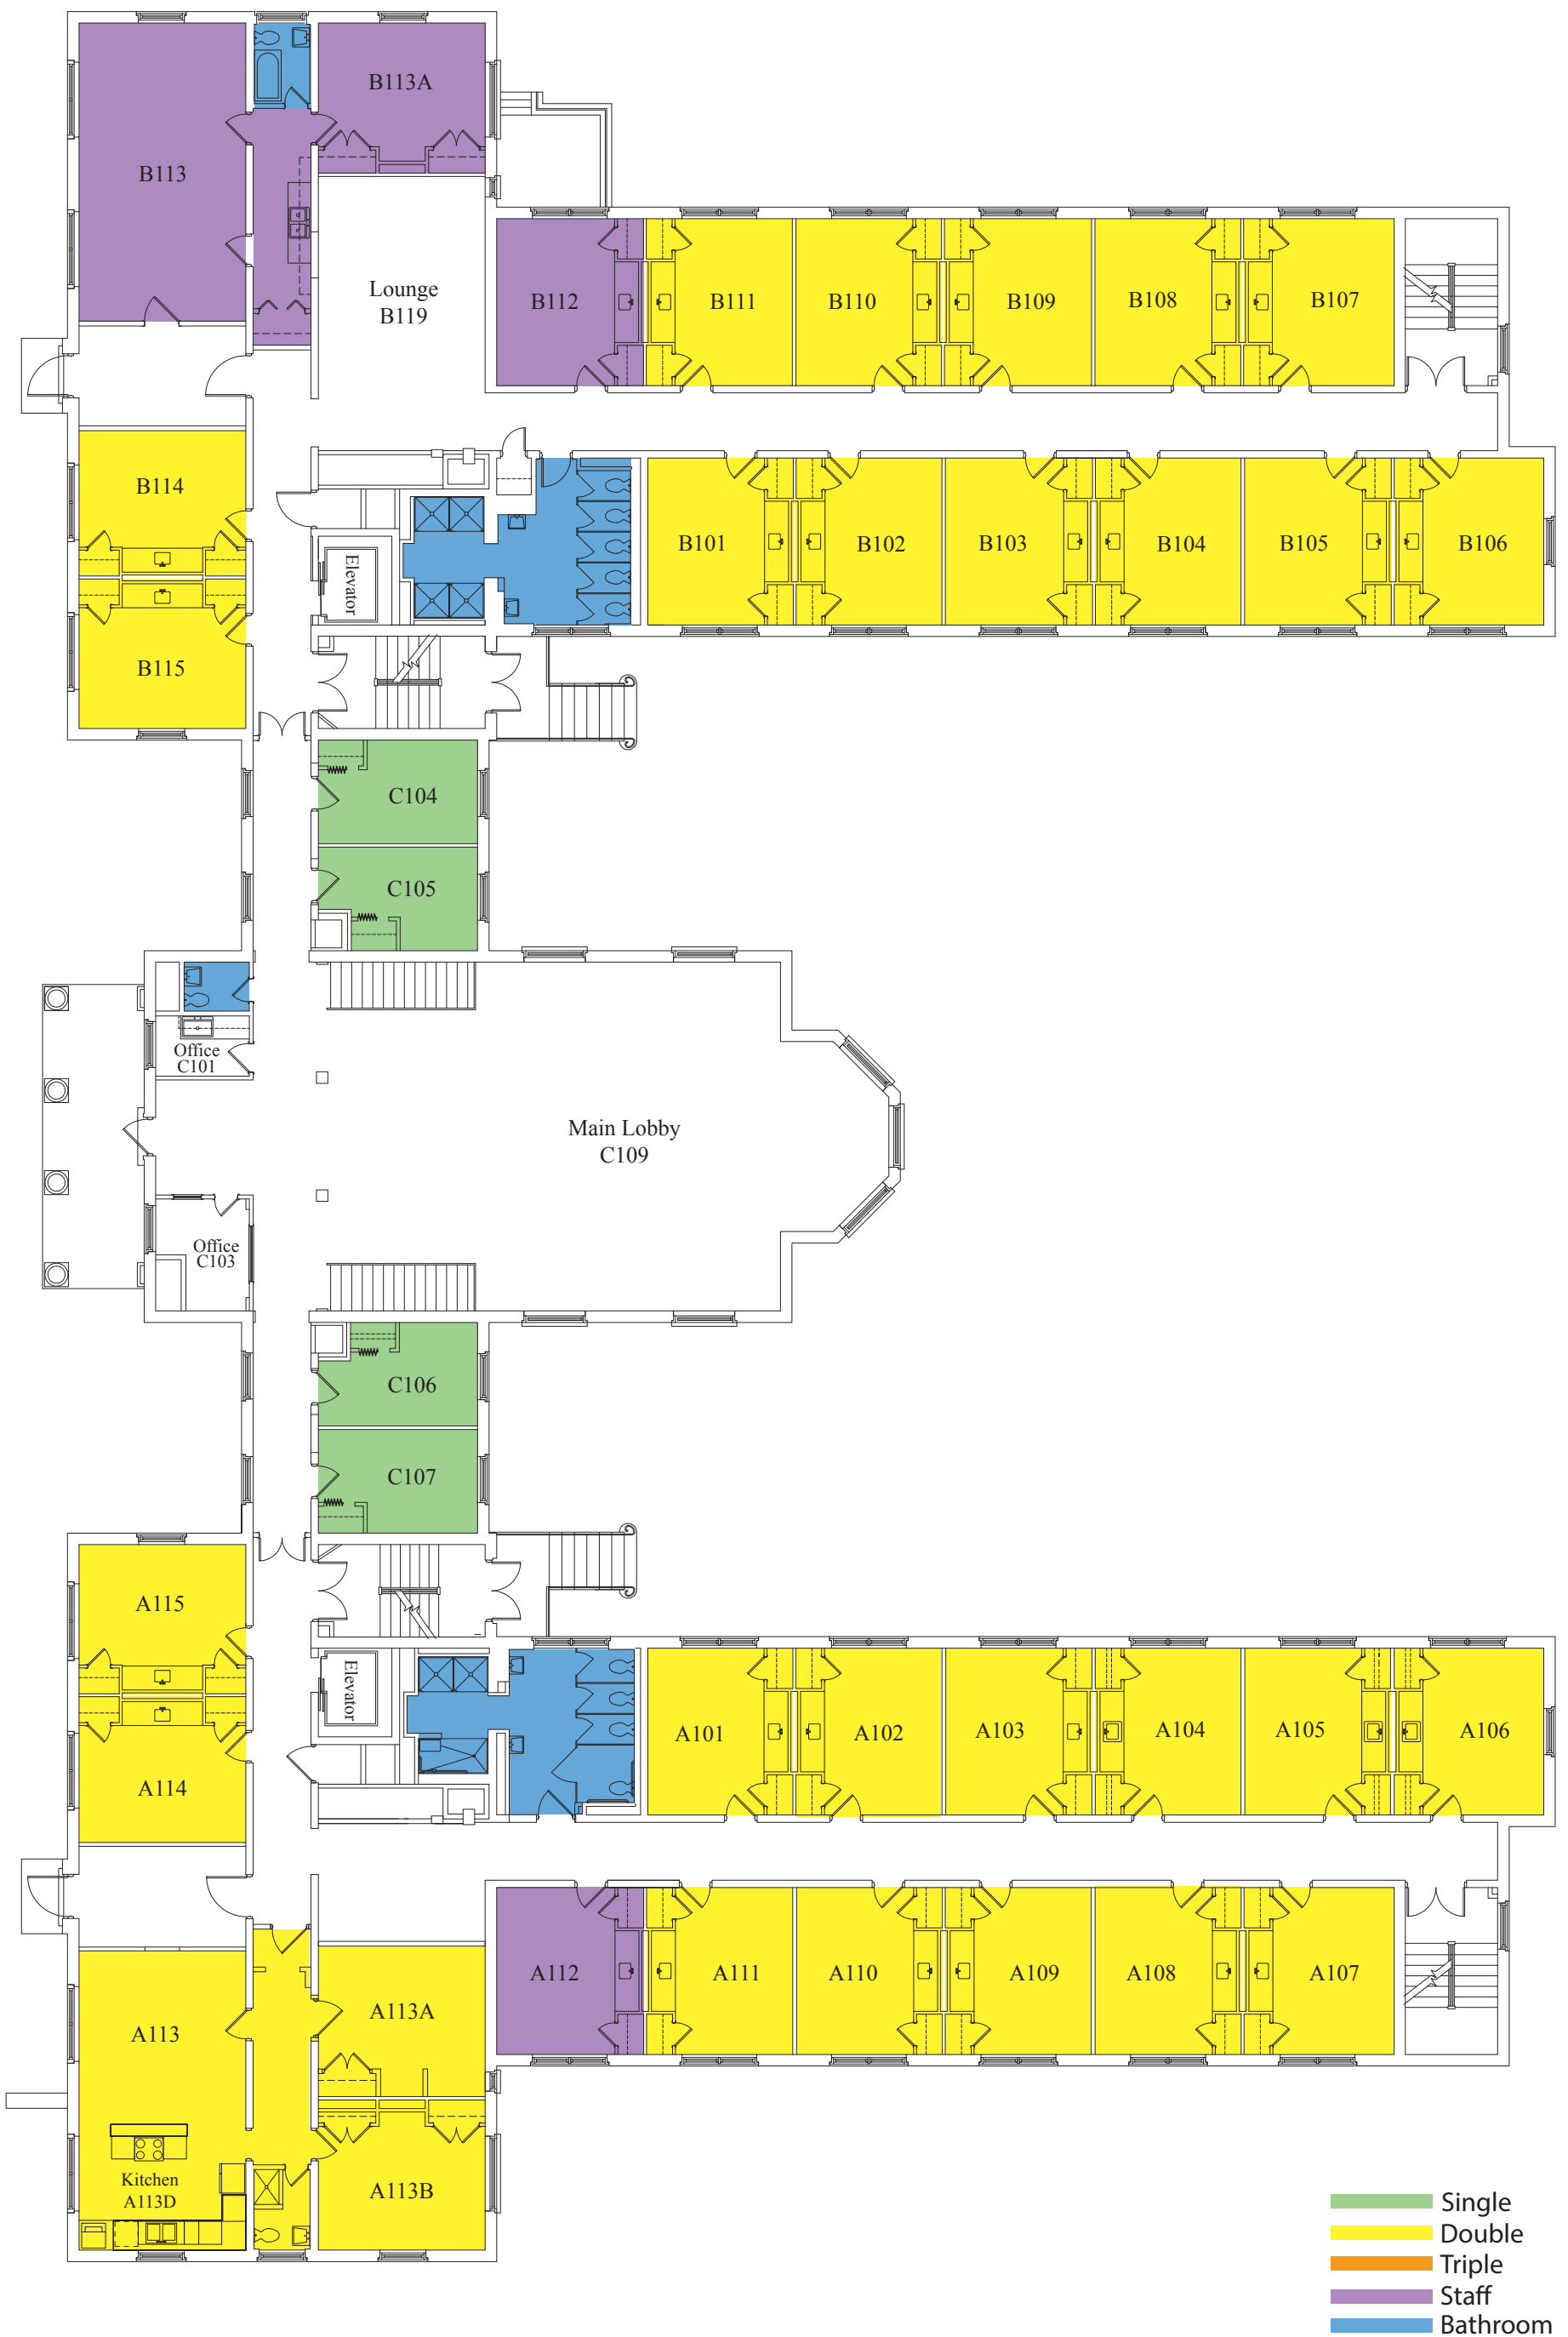 B113A
B113
Lounge
B119
B112
B111
B110
B109
B108
B107
B114
B101
B102
B103
B104
B105
B106
Elevator
B115
C104
C105
Office
C101
Main Lobby
C109
Office
C103
C106
C107
A115
Elevator
A101
A102
A103
A104
A105
A106
A114
A112
A111
A110
A109
A108
A107
A113
A113A
Kitchen
A113D
A113B
Single
Double
Triple
Staff
Bathroom